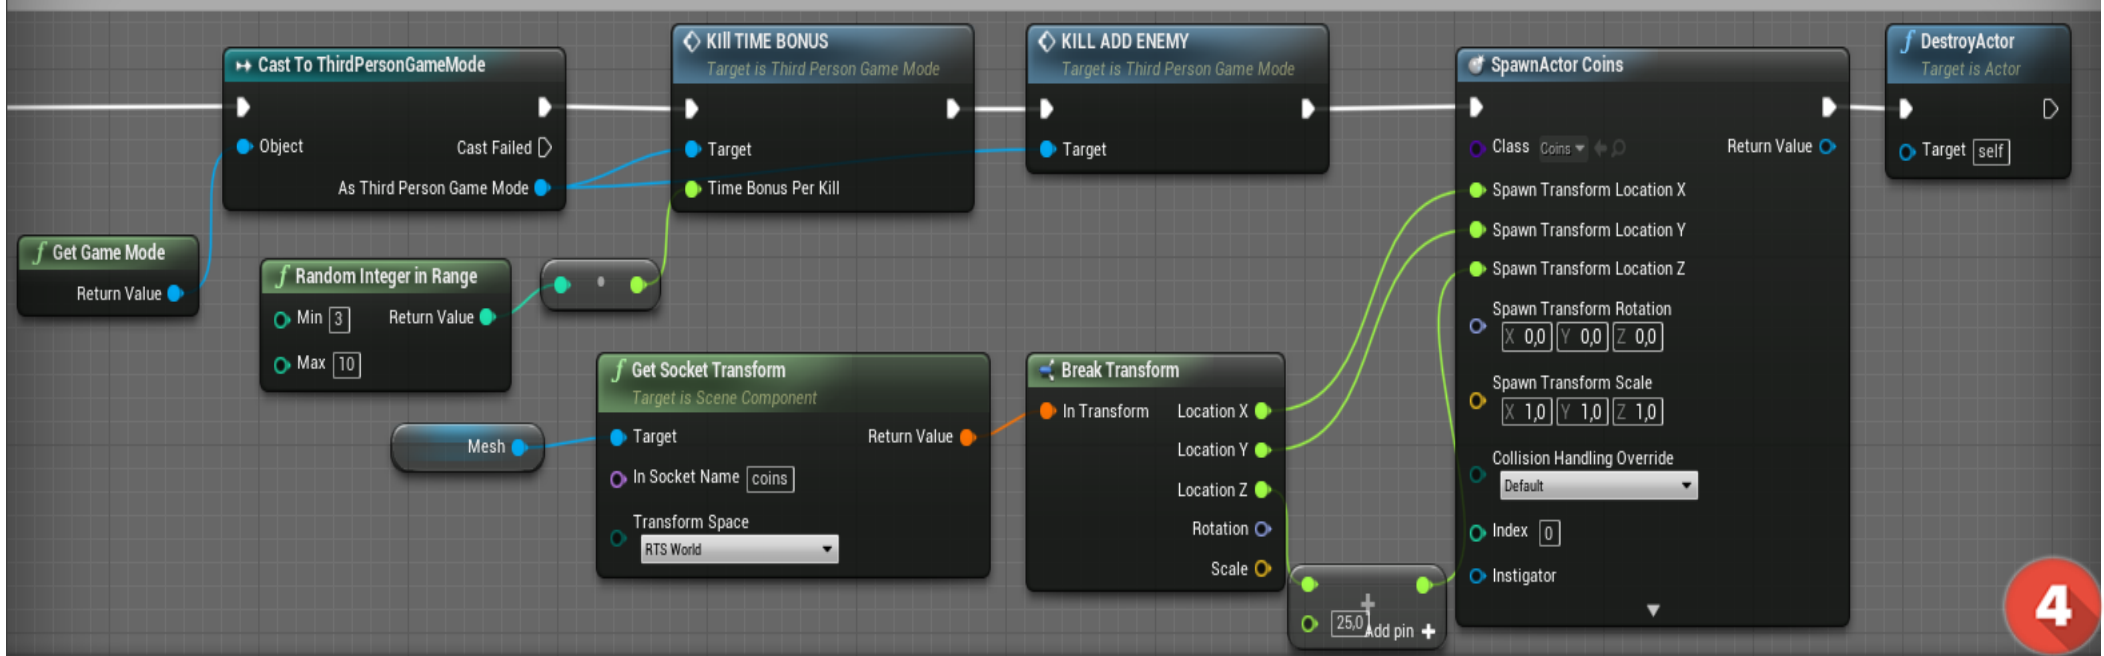 Cast To ThirdPersonGameMode
Object
Cast Failed
As Third Person Game Mode
Get Game Mode
Return Value
Random Integer in Range
Min 3
Return Value
Max 10
KIll TIME BONUS
Target is Third Person Game Mode
Target
Time Bonus Per Kill
KILL ADD ENEMY
Target is Third Person Game Mode
Target
Mesh
Get Socket Transform
Target is Scene Component
Target
Return Value
In Socket Name coins
Transform Space
RTS World
Break Transform
In Transform
Location X
Location Y
Location Z
Rotation
Scale
25,0
Add pin
SpawnActor Coins
Class Coins
Return Value
Spawn Transform Location X
Spawn Transform Location Y
Spawn Transform Location Z
Spawn Transform Rotation
X 0,0 Y 0,0 Z 0,0
Spawn Transform Scale
X 1,0 Y 1,0 Z 1,0
Collision Handling Override
Default
Index 0
Instigator
DestroyActor
Target is Actor
Target self
4